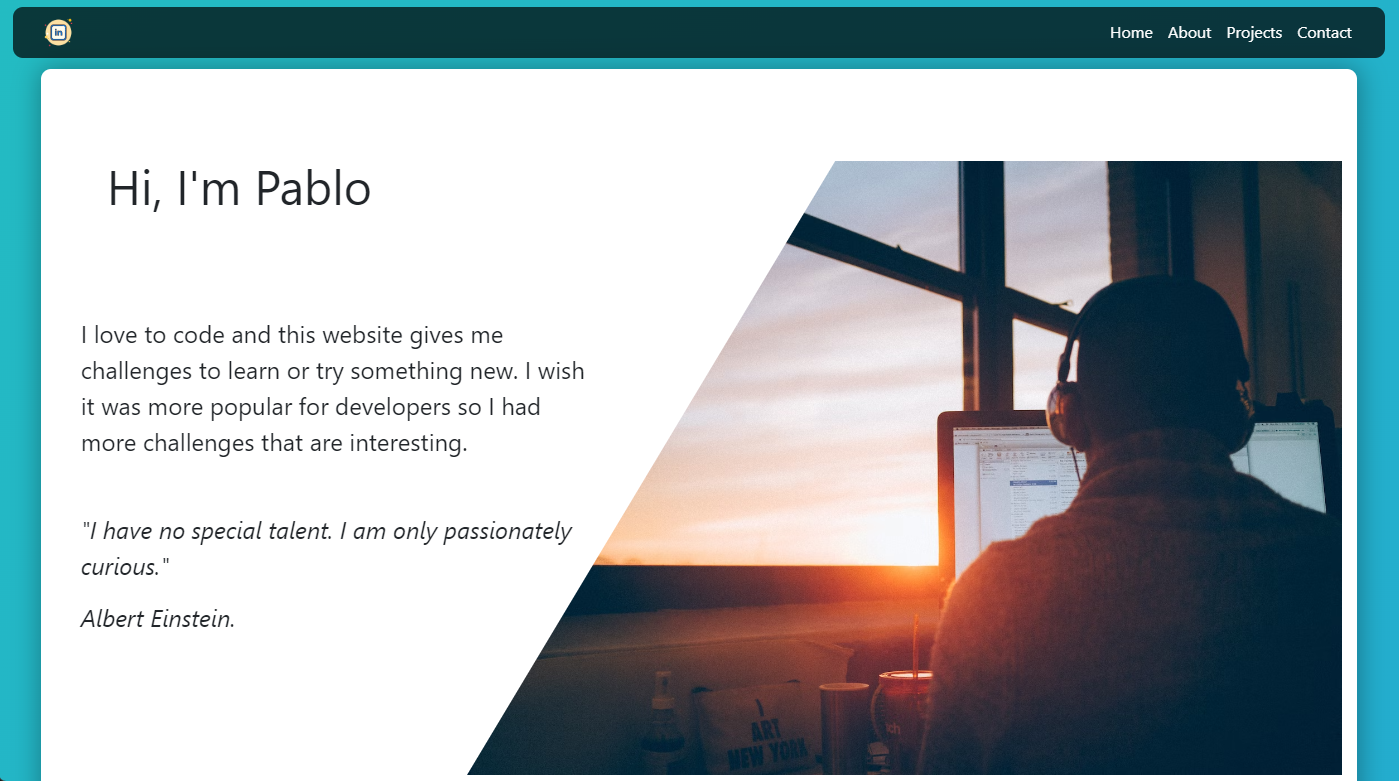 in
Home About Projects Contact
Hi, I'm Pablo
I love to code and this website gives me
challenges to learn or try something new. I wish
it was more popular for developers so I had
more challenges that are interesting.
"I have no special talent. I am only passionately
curious."
Albert Einstein.
I
ART
NEW YORK